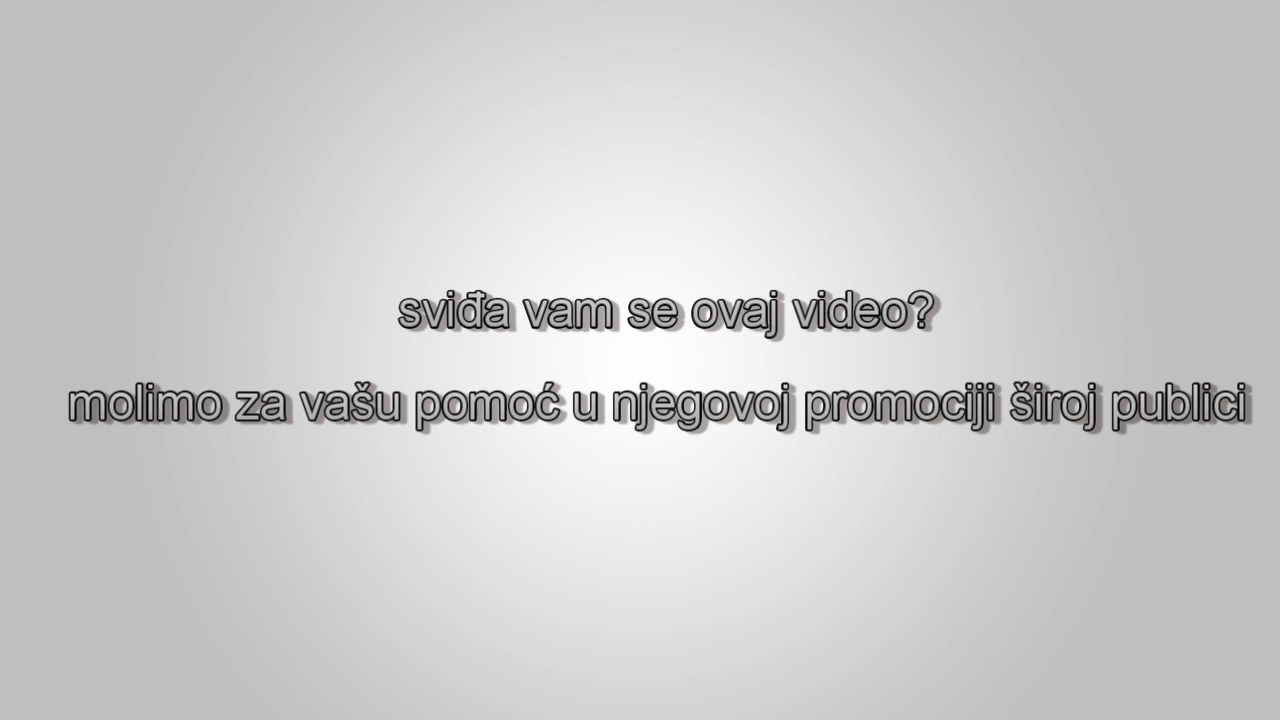 sviđa vam se ovaj video?
molimo za vašu pomoć u njegovoj promociji široj publici